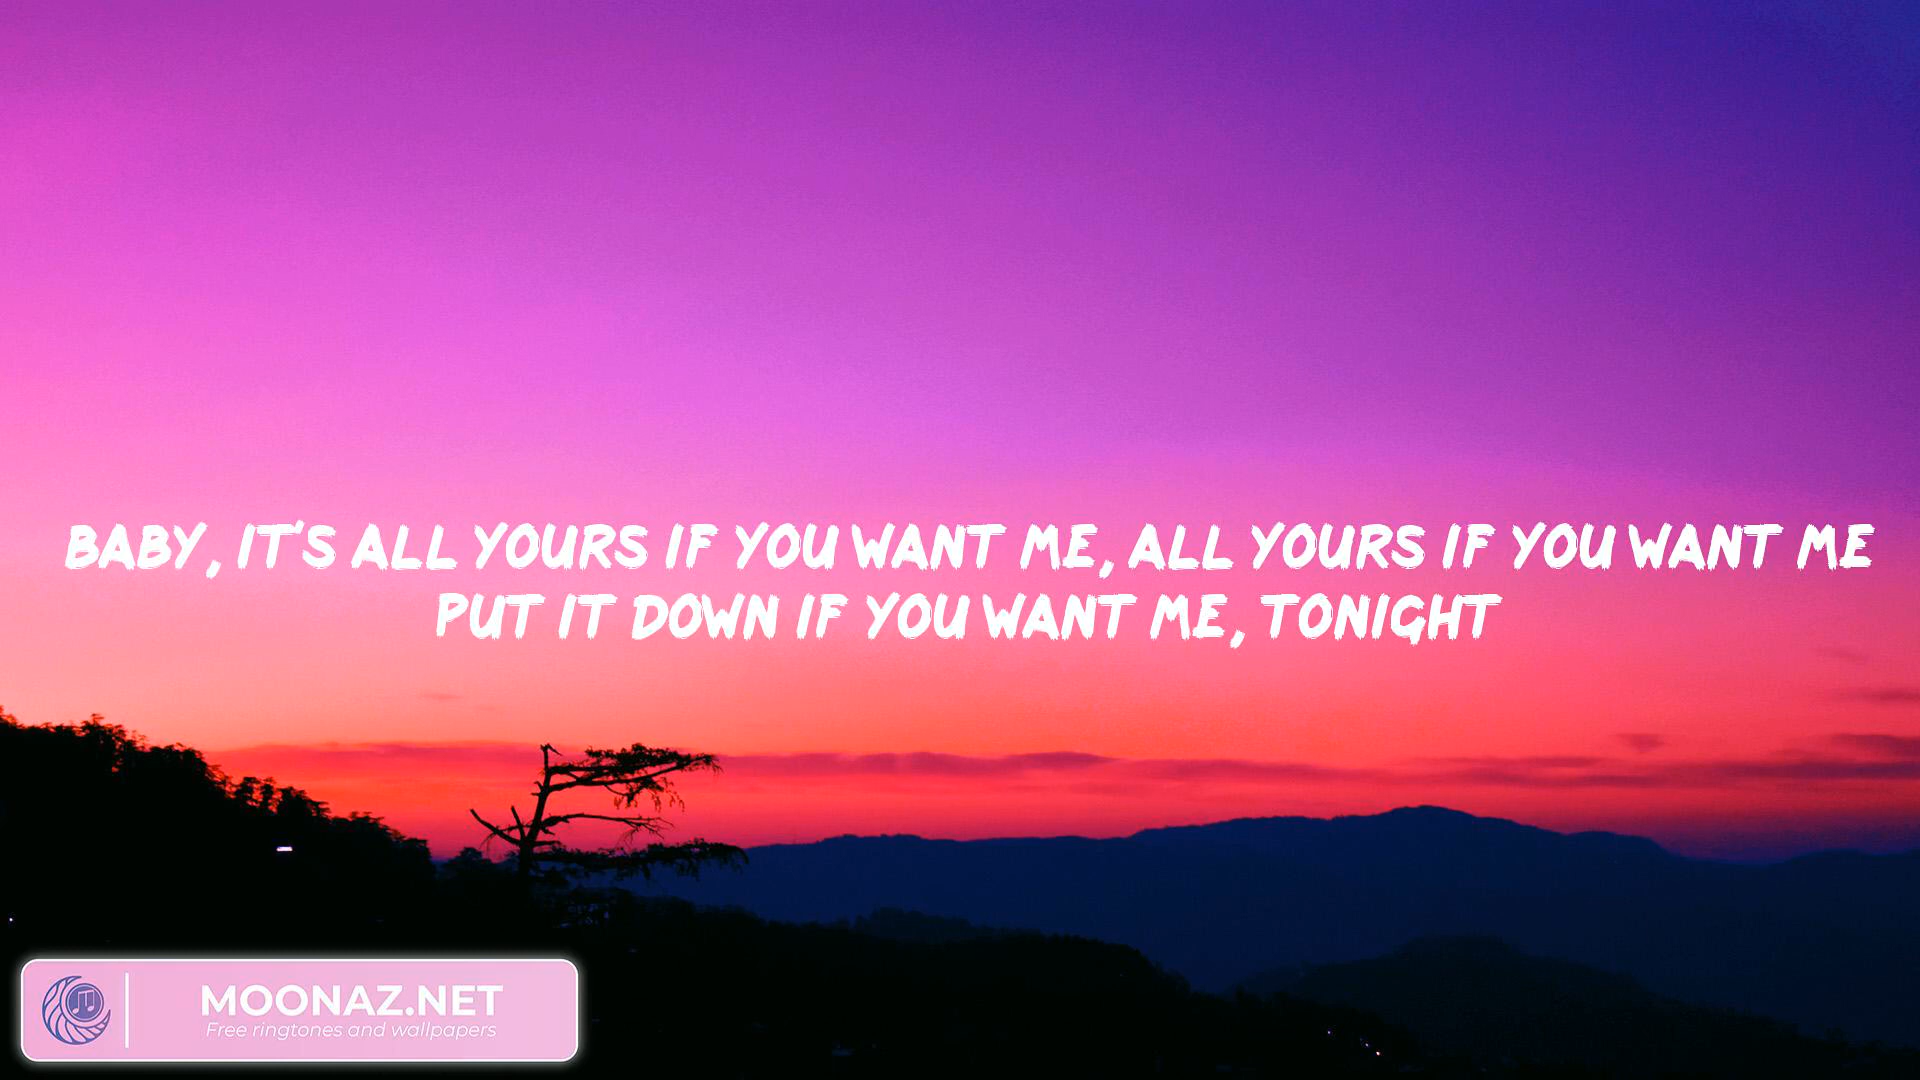 BABY, IT'S ALL YOURS IF YOU WANT ME, ALL YOURS IF YOU WANT ME
PUT IT DOWN IF YOU WANT ME, TONIGHT
MOONAZ.NET
Free ringtones and wallpapers